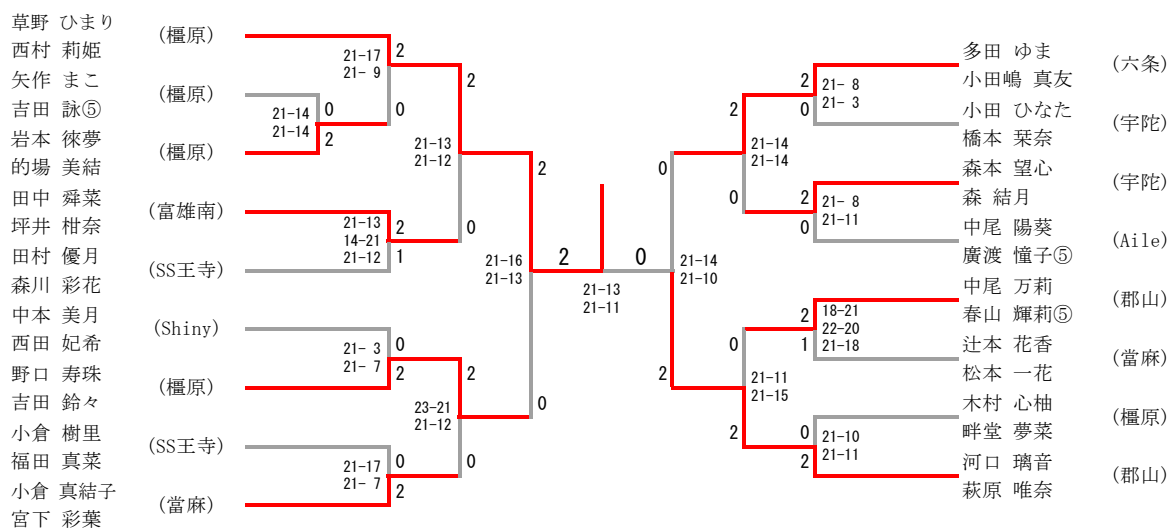 草野 ひまり
西村 莉姫
(橿原)
矢作 まこ
吉田 詠⑤
(橿原)
岩本 徠夢
的場 美結
(橿原)
田中 舜菜
坪井 柑奈
(富雄南)
田村 優月
森川 彩花
(SS王寺)
中本 美月
西田 妃希
(Shiny)
野口 寿珠
吉田 鈴々
(橿原)
小倉 樹里
福田 真菜
(SS王寺)
小倉 真結子
宮下 彩葉
(當麻)
21-17
21- 9
2
0
21-14
21-14
0
2
21-13
14-21
21-12
2
1
21- 3
21- 7
0
2
21-17
21- 7
0
2
21-13
21-12
2
0
23-21
21-12
2
0
21-16
21-13
2
0
2
0
21-13
21-11
0
2
21-14
21-10
2
0
21-14
21-14
0
2
21-11
21-15
2
0
21- 8
21- 3
2
0
21- 8
21-11
2
1
18-21
22-20
21-18
0
2
21-10
21-11
多田 ゆま
小田嶋 真友
(六条)
小田 ひなた
橋本 栞奈
(宇陀)
森本 望心
森 結月
(宇陀)
中尾 陽葵
廣渡 憧子⑤
(Aile)
中尾 万莉
春山 輝莉⑤
(郡山)
辻本 花香
松本 一花
(當麻)
木村 心柚
畔堂 夢菜
(橿原)
河口 璃音
萩原 唯奈
(郡山)